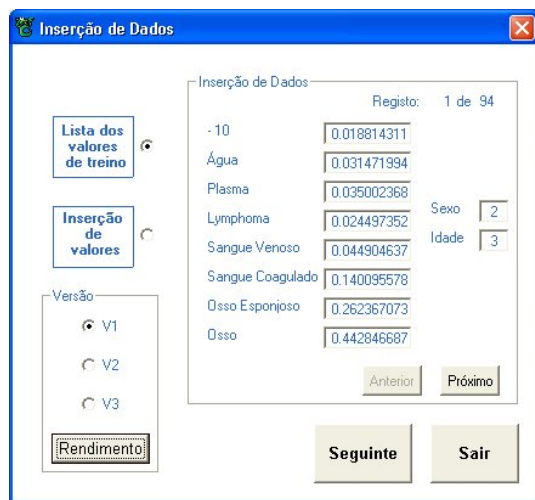 Inserção de Dados
Lista dos
valores
de treino
Inserção
de
valores
Versão
V1
V2
V3
Rendimento
Inserção de Dados
Registo: 1 de 94
- 10 0.018814311
Água 0.031471994
Plasma 0.035002368
Lymphoma 0.024497352
Sangue Venoso 0.044904637
Sangue Coagulado 0.140095578
Osso Esponjoso 0.262367073
Osso 0.442846687
Sexo 2
Idade 3
Anterior Próximo
Seguinte Sair